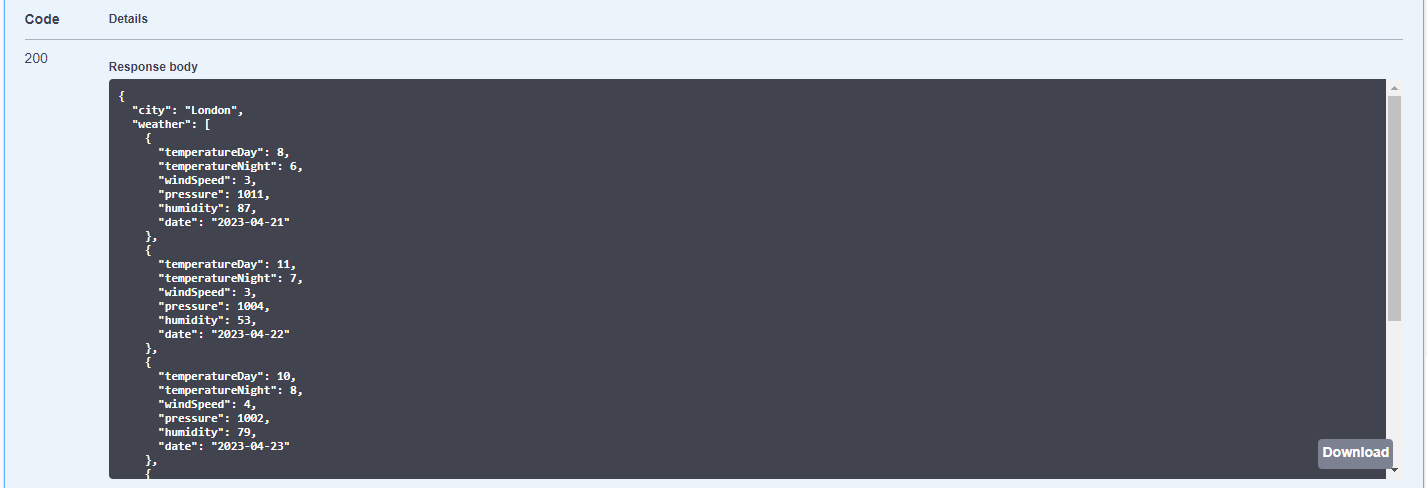 Code Details
200
Response body
{
  "city": "London",
  "weather": [
    {
      "temperatureDay": 8,
      "temperatureNight": 6,
      "windSpeed": 3,
      "pressure": 1011,
      "humidity": 87,
      "date": "2023-04-21"
    },
    {
      "temperatureDay": 11,
      "temperatureNight": 7,
      "windSpeed": 3,
      "pressure": 1004,
      "humidity": 53,
      "date": "2023-04-22"
    },
    {
      "temperatureDay": 10,
      "temperatureNight": 8,
      "windSpeed": 4,
      "pressure": 1002,
      "humidity": 79,
      "date": "2023-04-23"
    },
    {
Download